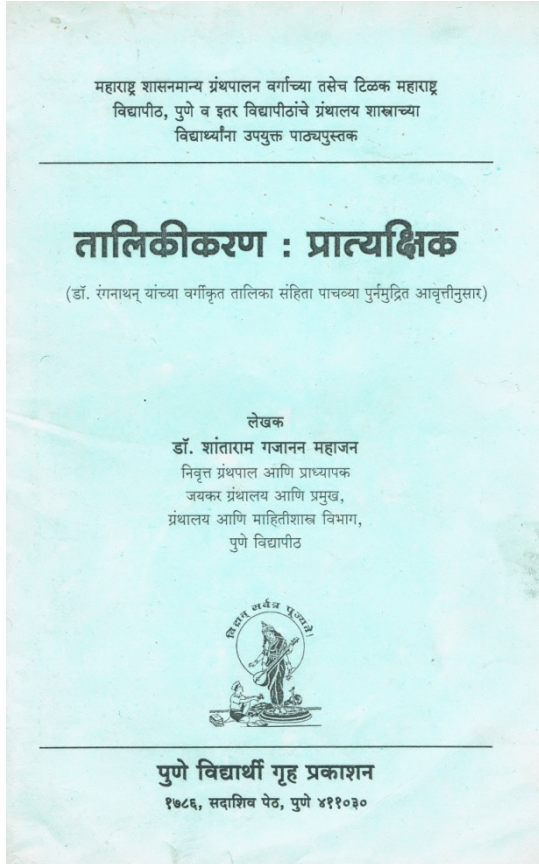 महाराष्ट्र शासनमान्य ग्रंथपालन वर्गाच्या तसेच टिळक महाराष्ट्र
विद्यापीठ, पुणे व इतर विद्यापीठांचे ग्रंथालय शास्त्राच्या
विद्यार्थ्यांना उपयुक्त पाठ्यपुस्तक
तालिकीकरण : प्रात्यक्षिक
(डॉ. रंगनाथन् यांच्या वर्गीकृत तालिका संहिता पाचव्या पुर्नमुद्रित आवृत्तीनुसार)
लेखक
डॉ. शांताराम गजानन महाजन
निवृत्त ग्रंथपाल आणि प्राध्यापक
जयकर ग्रंथालय आणि प्रमुख,
ग्रंथालय आणि माहितीशास्त्र विभाग,
पुणे विद्यापीठ
विद्वान् सर्वत्र पूज्यते।
पुणे विद्यार्थी गृह प्रकाशन
१७८६, सदाशिव पेठ, पुणे ४११०३०